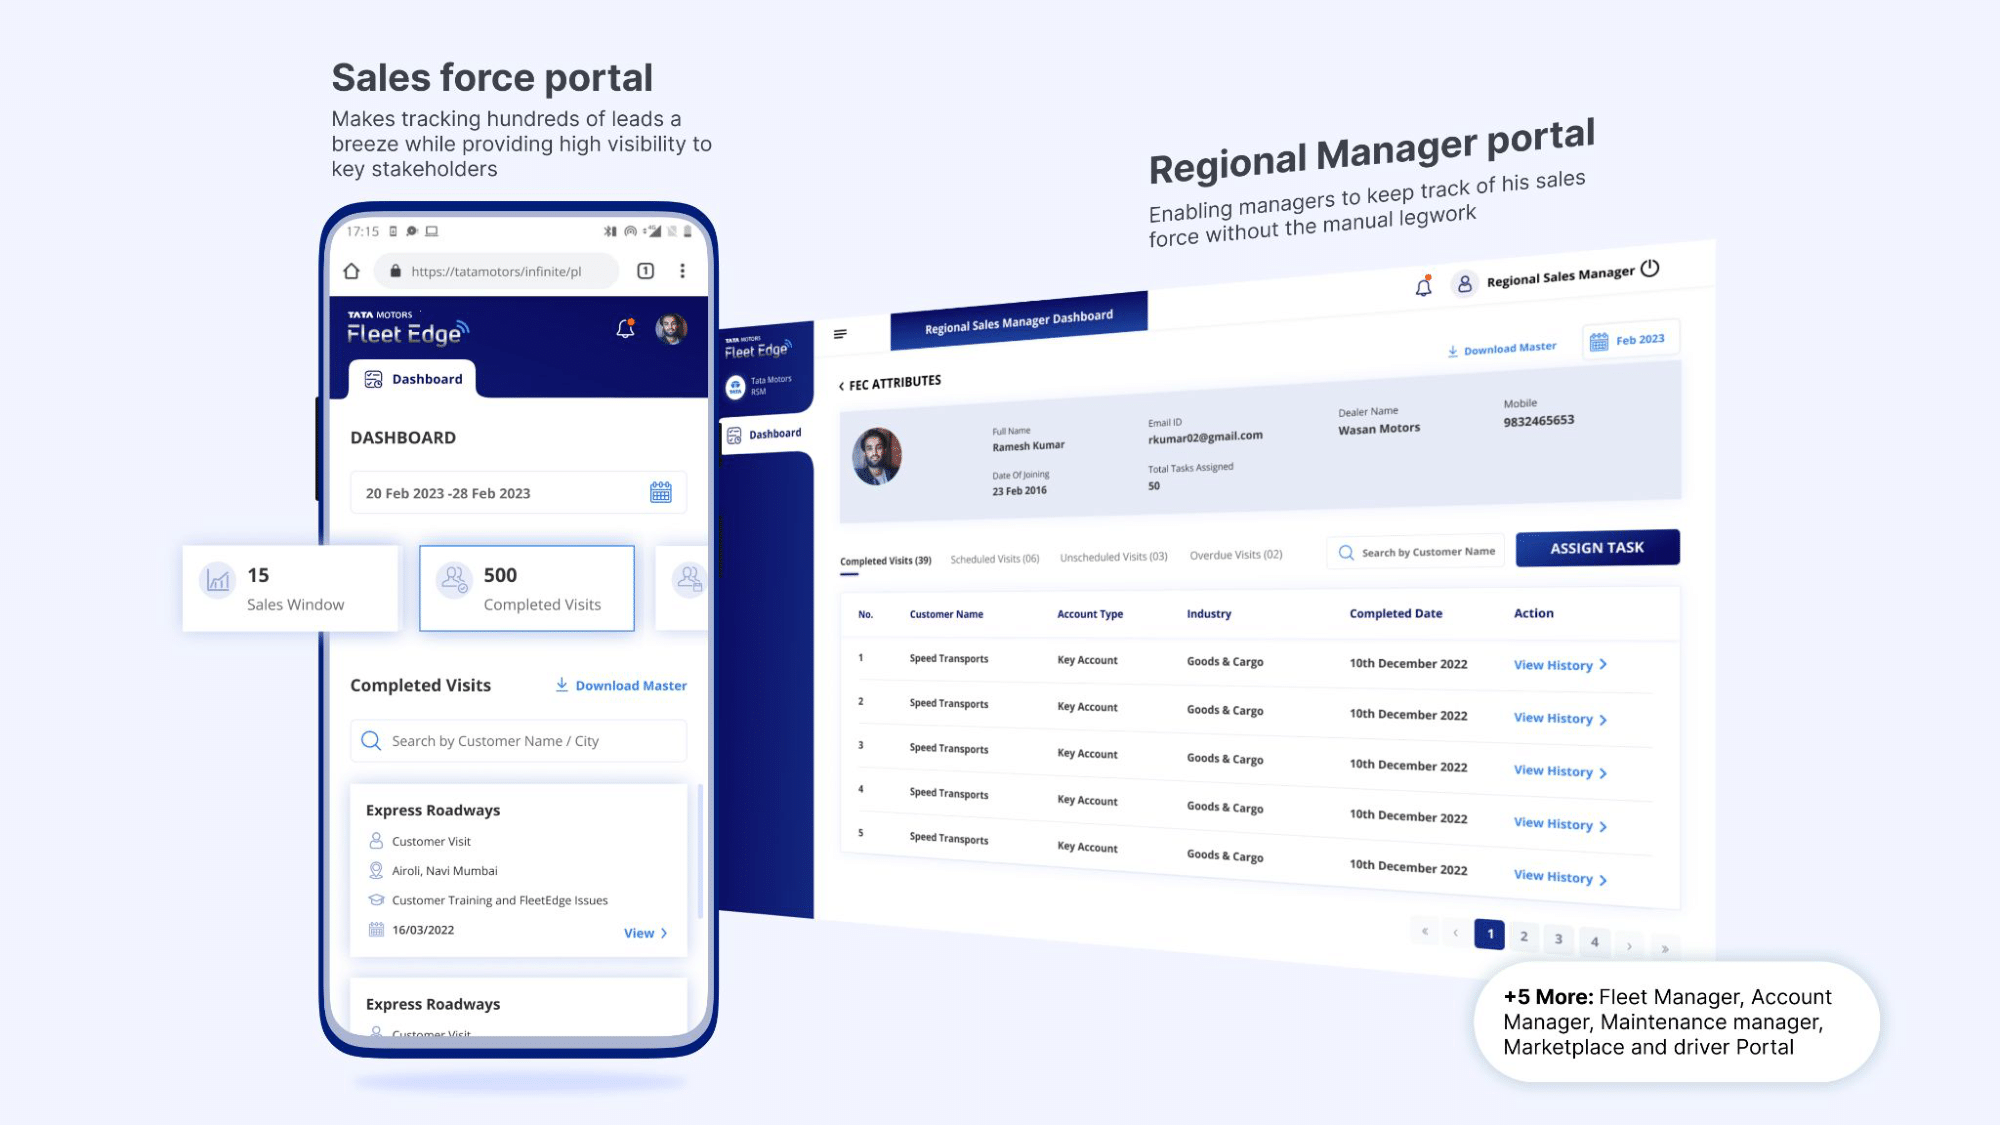 Sales force portal
Makes tracking hundreds of leads a
breeze while providing high visibility to
key stakeholders
17:15
https://tatamotors/infinite/pl
1
TATA MOTORS
Fleet Edge
Dashboard
DASHBOARD
20 Feb 2023 -28 Feb 2023
15
Sales Window
500
Completed Visits
Completed Visits
Download Master
Search by Customer Name / City
Express Roadways
Customer Visit
Airoli, Navi Mumbai
Customer Training and FleetEdge Issues
16/03/2022
View
Express Roadways
Customer Visit
Regional Manager portal
Enabling managers to keep track of his sales
force without the manual legwork
Regional Sales Manager
TATA MOTORS
Fleet Edge
Tata Motors
RSM
Dashboard
Regional Sales Manager Dashboard
Download Master
Feb 2023
FEC ATTRIBUTES
Full Name
Ramesh Kumar
Date Of Joining
23 Feb 2016
Email ID
rkumar02@gmail.com
Total Tasks Assigned
50
Dealer Name
Wasan Motors
Mobile
9832465653
Completed Visits (39) Scheduled Visits (06) Unscheduled Visits (03) Overdue Visits (02)
Search by Customer Name
ASSIGN TASK
No. Customer Name Account Type Industry Completed Date Action
1 Speed Transports Key Account Goods & Cargo 10th December 2022 View History
2 Speed Transports Key Account Goods & Cargo 10th December 2022 View History
3 Speed Transports Key Account Goods & Cargo 10th December 2022 View History
4 Speed Transports Key Account Goods & Cargo 10th December 2022 View History
5 Speed Transports Key Account Goods & Cargo 10th December 2022 View History
« ‹ 1 2 3 4 › »
+5 More: Fleet Manager, Account
Manager, Maintenance manager,
Marketplace and driver Portal